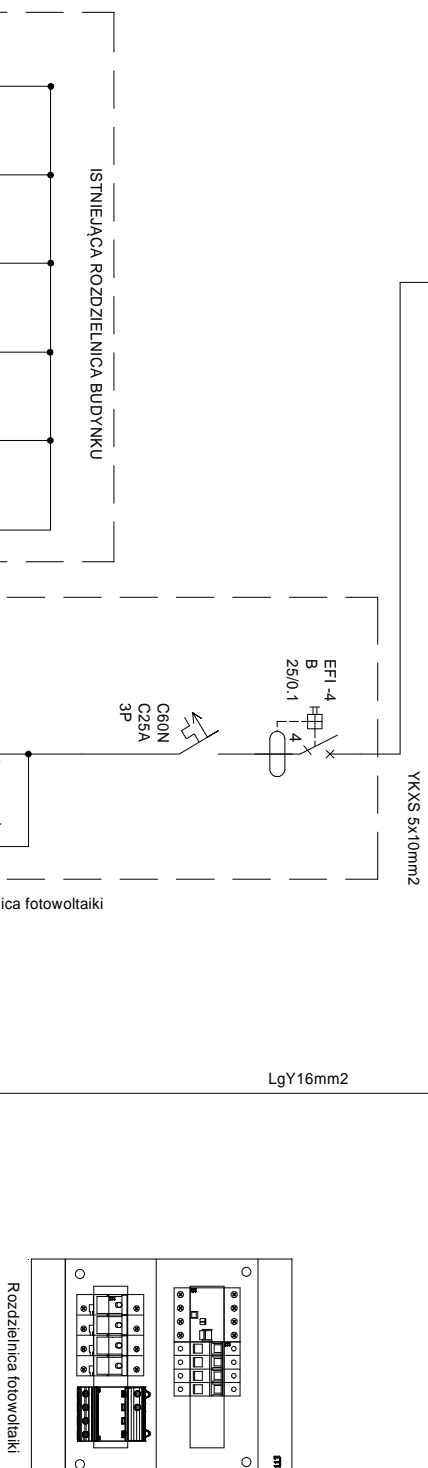 ISTNIEJĄCA ROZDZIELNICA BUDYNKU
EFI -4
B
25/0.1
4
C60N
C25A
3P
YKXS 5x10mm2
ica fotowoltaiki
LgY16mm2
Rozdzielnica fotowoltaiki